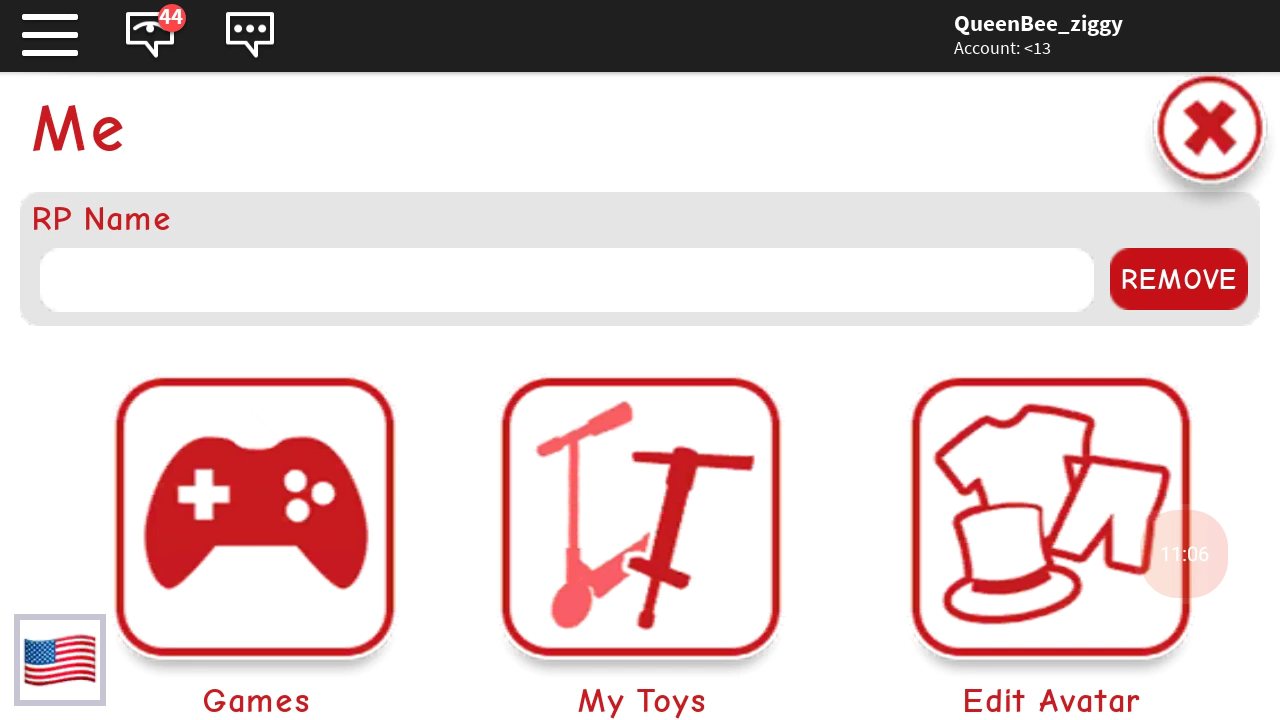 44
QueenBee_ziggy
Account: <13
Me
RP Name
REMOVE
11:06
Games
My Toys
Edit Avatar